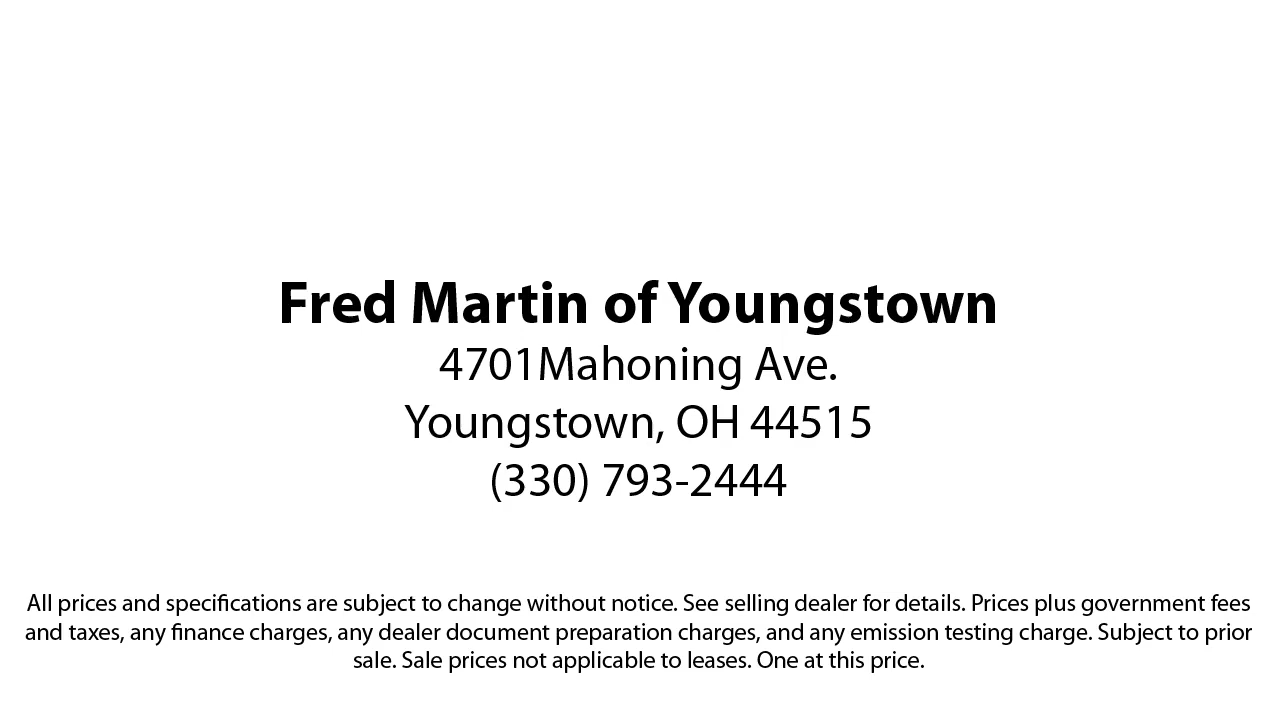 Fred Martin of Youngstown
4701Mahoning Ave.
Youngstown, OH 44515
(330) 793-2444
All prices and specifications are subject to change without notice. See selling dealer for details. Prices plus government fees
and taxes, any finance charges, any dealer document preparation charges, and any emission testing charge. Subject to prior
sale. Sale prices not applicable to leases. One at this price.